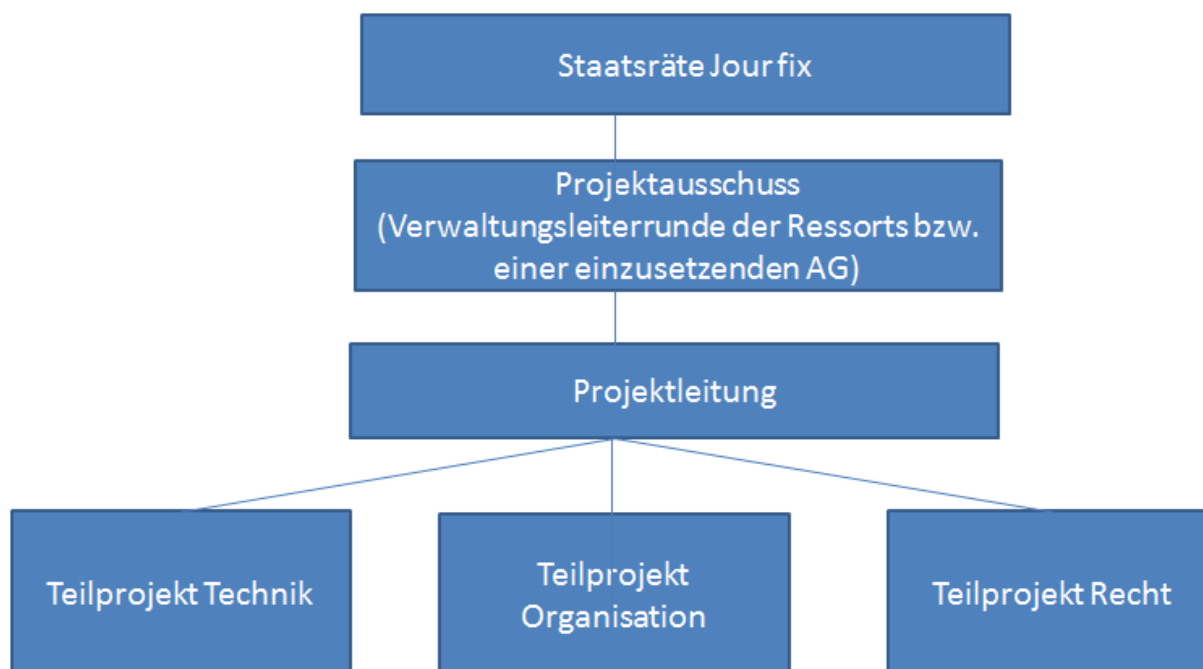 Staatsräte Jour fix
Projektausschuss
(Verwaltungsleiterrunde der Ressorts bzw.
einer einzusetzenden AG)
Projektleitung
Teilprojekt Technik
Teilprojekt
Organisation
Teilprojekt Recht